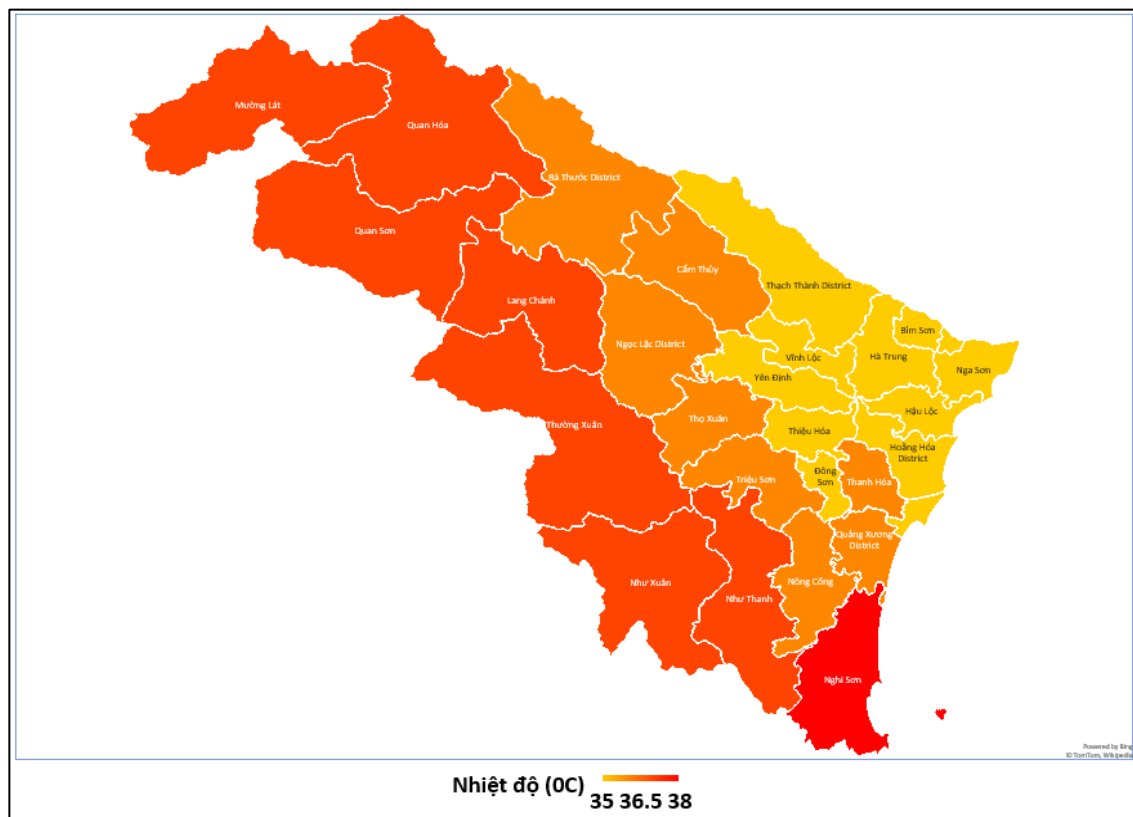 Mường Lát
Quan Hóa
Bá Thước District
Quan Sơn
Cẩm Thủy
Thạch Thành District
Lang Chánh
Bỉm Sơn
Ngọc Lặc District
Vĩnh Lộc
Hà Trung
Nga Sơn
Yên Định
Hậu Lộc
Thọ Xuân
Thường Xuân
Thiệu Hóa
Hoằng Hóa
District
Đông
Sơn
Triệu Sơn
Thanh Hóa
Quảng Xương
District
Như Xuân
Như Thanh
Nông Cống
Nghi Sơn
Powered by Bing
© TomTom, Wikipedia
Nhiệt độ (0C)
35 36.5 38